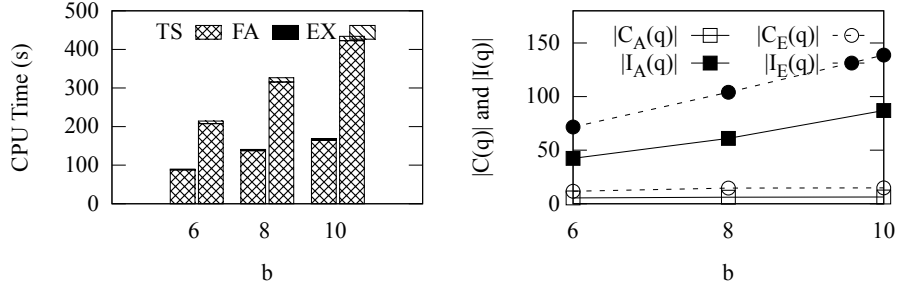 CPU Time (s)
500
400
300
200
100
0
TS FA EX
6 8 10
b
|C(q)| and |I(q)|
150
100
50
0
|C_A(q)| |C_E(q)|
|I_A(q)| |I_E(q)|
6 8 10
b